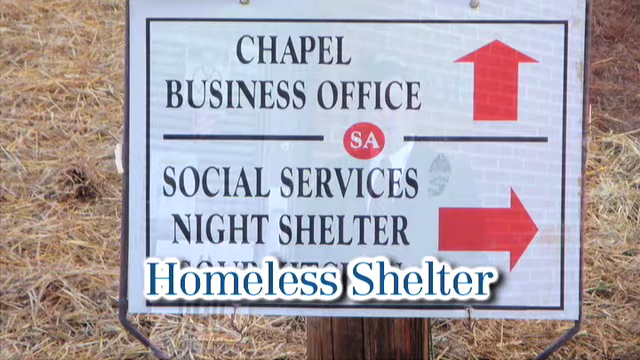 CHAPEL
BUSINESS OFFICE
SA
SOCIAL SERVICES
NIGHT SHELTER
Homeless Shelter